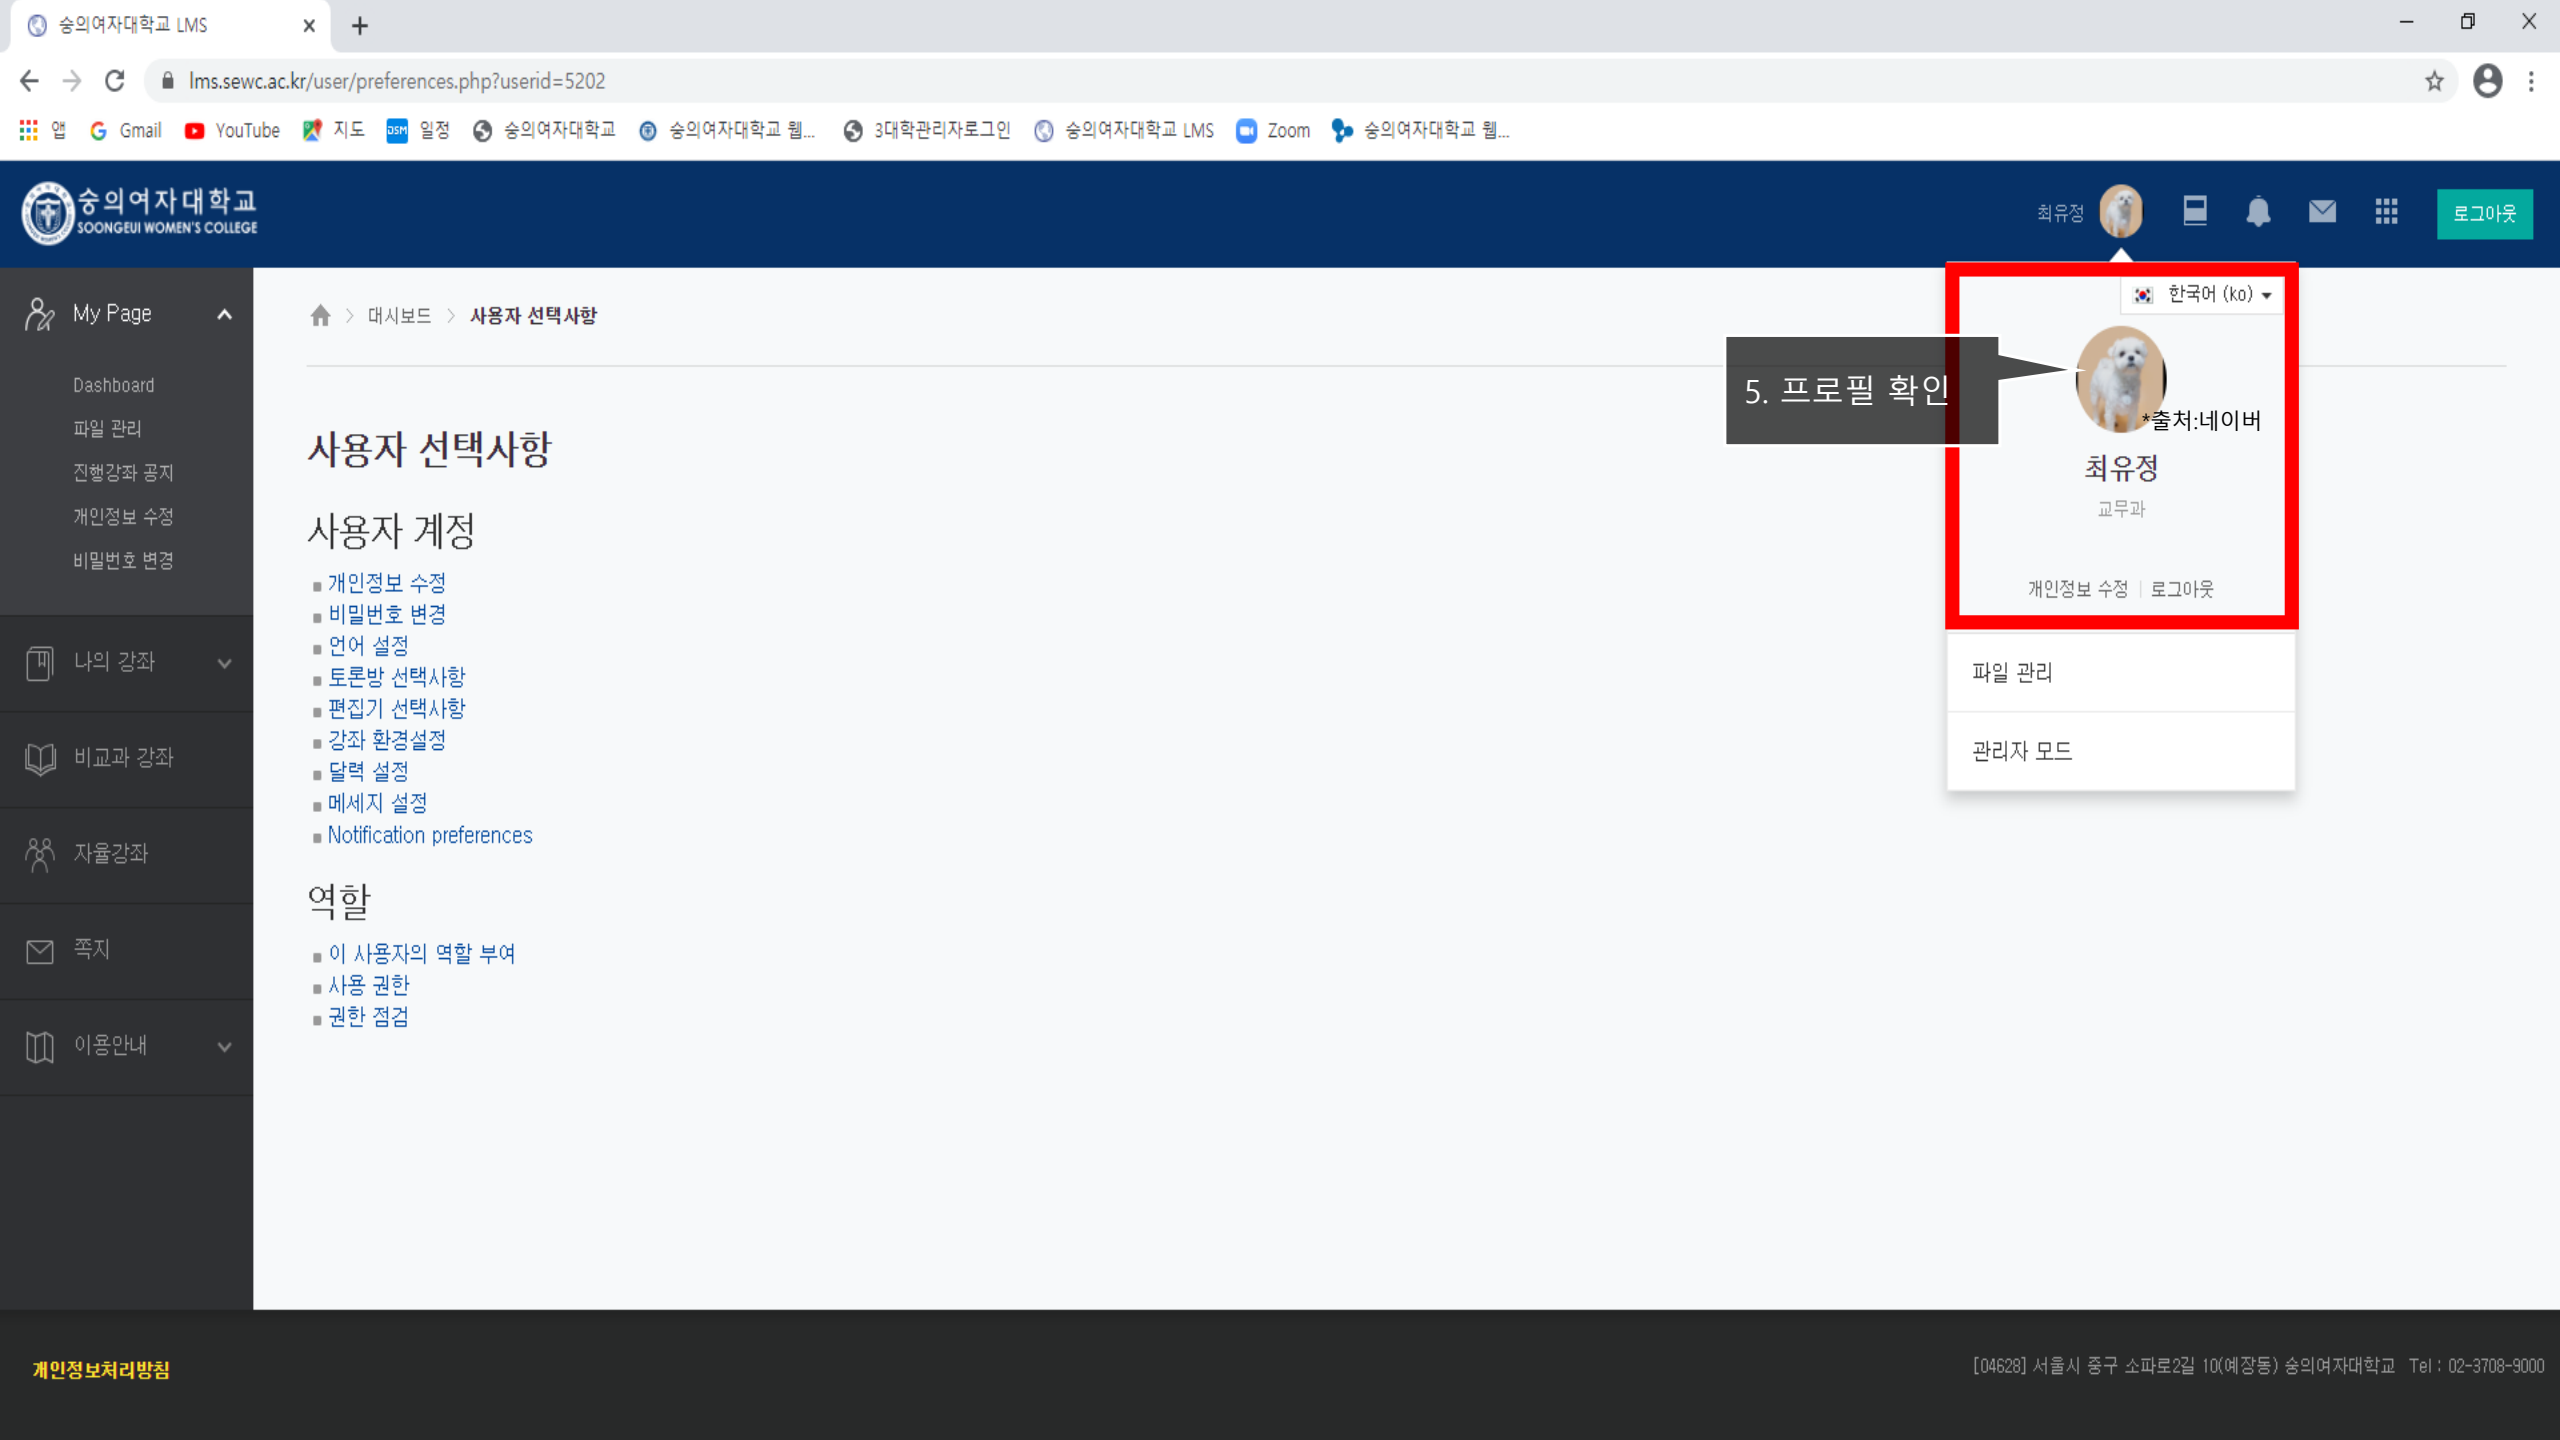 숭의여자대학교 LMS
lms.sewc.ac.kr/user/preferences.php?userid=5202
앱 Gmail YouTube 지도 DSM 일정 숭의여자대학교 숭의여자대학교 웹... 3대학관리자로그인 숭의여자대학교 LMS Zoom 숭의여자대학교 웹...
숭의여자대학교
SOONGEUI WOMEN'S COLLEGE
최유정
로그아웃
My Page
Dashboard
파일 관리
진행강좌 공지
개인정보 수정
비밀번호 변경
나의 강좌
비교과 강좌
자율강좌
쪽지
이용안내
대시보드 > 사용자 선택사항
사용자 선택사항
사용자 계정
개인정보 수정
비밀번호 변경
언어 설정
토론방 선택사항
편집기 선택사항
강좌 환경설정
달력 설정
메세지 설정
Notification preferences
역할
이 사용자의 역할 부여
사용 권한
권한 점검
한국어 (ko)
5. 프로필 확인
*출처:네이버
최유정
교무과
개인정보 수정 | 로그아웃
파일 관리
관리자 모드
개인정보처리방침
[04628] 서울시 중구 소파로2길 10(예장동) 숭의여자대학교 Tel : 02-3708-9000